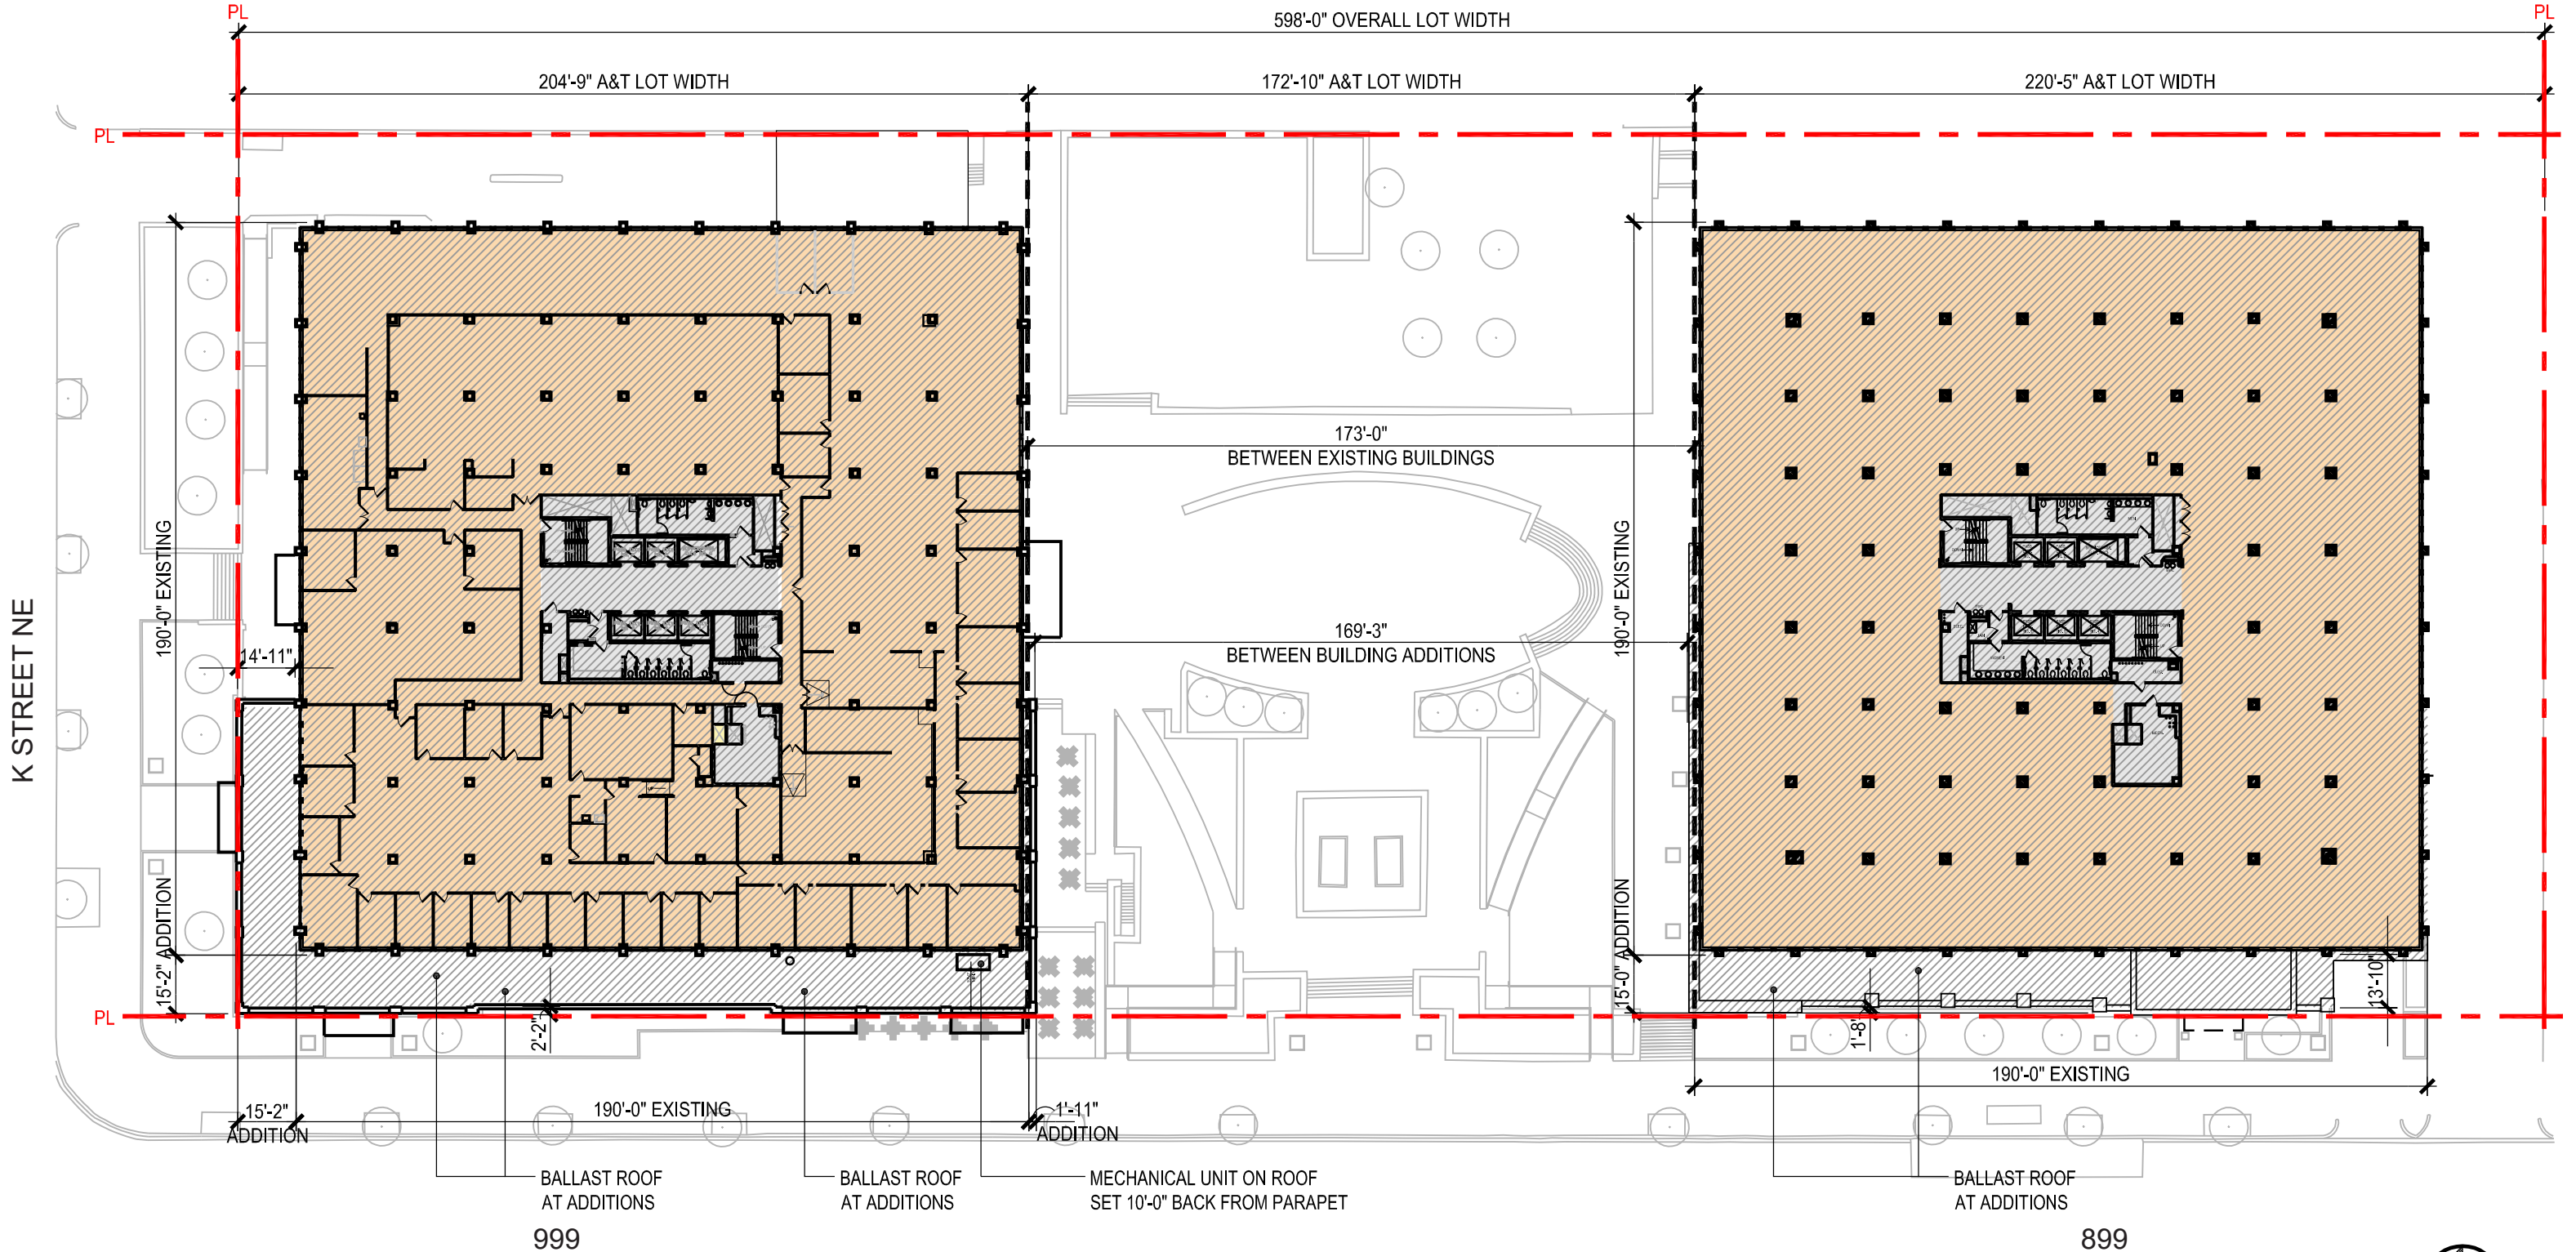 PL
598'-0" OVERALL LOT WIDTH
PL
204'-9" A&T LOT WIDTH
172'-10" A&T LOT WIDTH
220'-5" A&T LOT WIDTH
PL
173'-0"
BETWEEN EXISTING BUILDINGS
190'-0" EXISTING
190'-0" EXISTING
K STREET NE
169'-3"
BETWEEN BUILDING ADDITIONS
14'-11"
15'-2" ADDITION
15'-0" ADDITION
13'-10"
PL
2'-2"
1'-8"
190'-0" EXISTING
15'-2"
ADDITION
190'-0" EXISTING
1'-11"
ADDITION
BALLAST ROOF
AT ADDITIONS
BALLAST ROOF
AT ADDITIONS
MECHANICAL UNIT ON ROOF
SET 10'-0" BACK FROM PARAPET
BALLAST ROOF
AT ADDITIONS
999
899